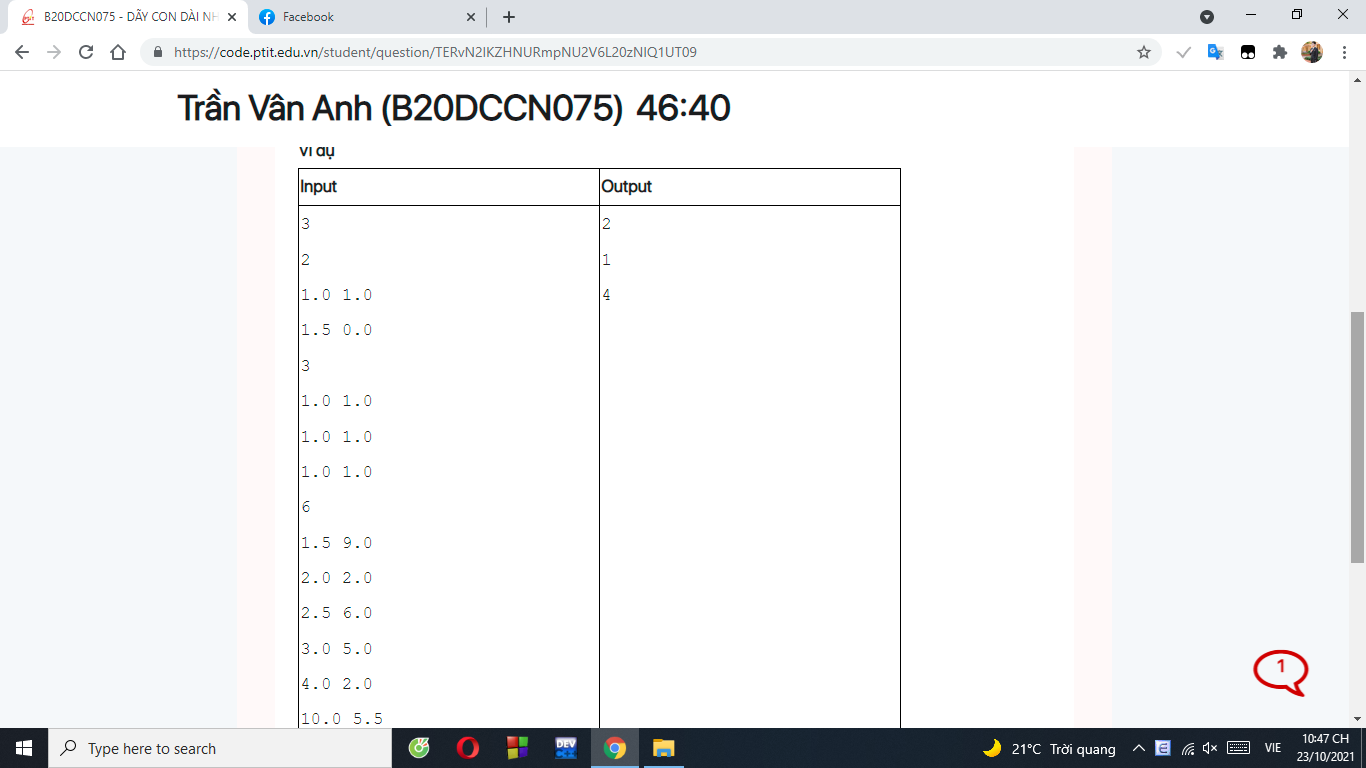 B20DCCN075 - DÃY CON DÀI NH
Facebook
https://code.ptit.edu.vn/student/question/TERvN2lKZHNURmpNU2V6L20zNlQ1UT09
Trần Vân Anh (B20DCCN075) 46:40
Ví dụ
Input Output
3 2
2 1
1.0 1.0 4
1.5 0.0
3
1.0 1.0
1.0 1.0
1.0 1.0
6
1.5 9.0
2.0 2.0
2.5 6.0
3.0 5.0
4.0 2.0
10.0 5.5
1
Type here to search
DEV
21°C Trời quang
VIE
10:47 CH
23/10/2021